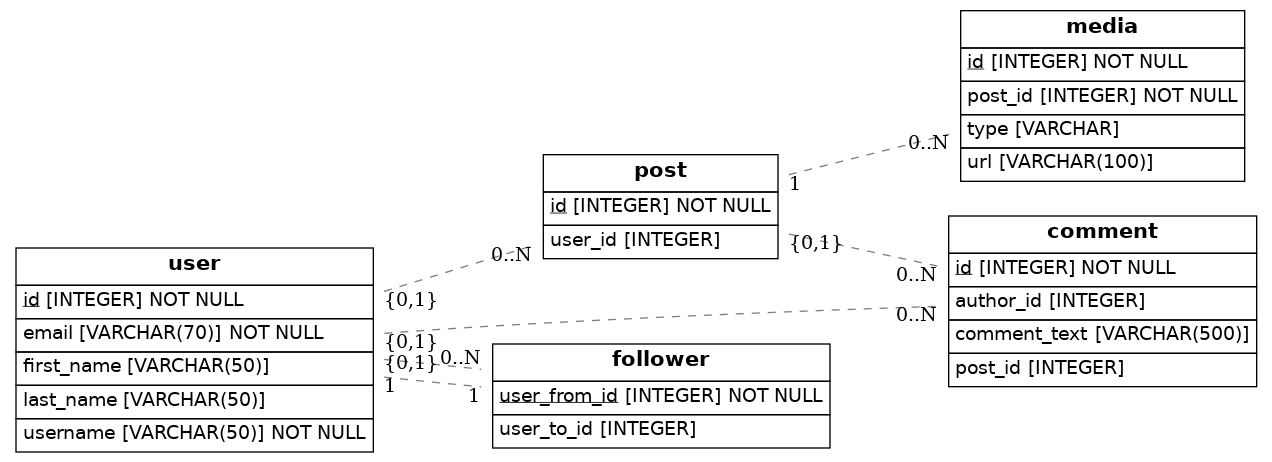 media
id [INTEGER] NOT NULL
post_id [INTEGER] NOT NULL
type [VARCHAR]
url [VARCHAR(100)]
0..N
1
post
id [INTEGER] NOT NULL
user_id [INTEGER]
{0,1}
0..N
comment
id [INTEGER] NOT NULL
author_id [INTEGER]
comment_text [VARCHAR(500)]
post_id [INTEGER]
0..N
0..N
{0,1}
user
id [INTEGER] NOT NULL
email [VARCHAR(70)] NOT NULL
first_name [VARCHAR(50)]
last_name [VARCHAR(50)]
username [VARCHAR(50)] NOT NULL
{0,1}
{0,1}
0..N
1
1
follower
user_from_id [INTEGER] NOT NULL
user_to_id [INTEGER]